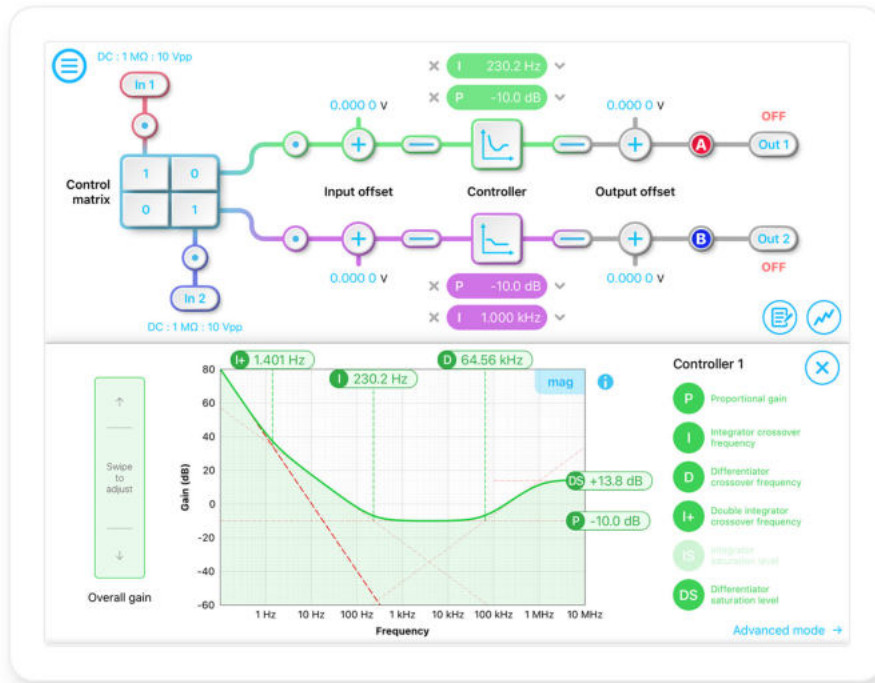 DC : 1 MΩ : 10 Vpp
In 1
Control
matrix
1 0
0 1
In 2
DC : 1 MΩ : 10 Vpp
I 230.2 Hz
P -10.0 dB
0.000 0 V
0.000 0 V
Input offset
Controller
Output offset
OFF
A
Out 1
B
Out 2
OFF
0.000 0 V
0.000 0 V
P -10.0 dB
I 1.000 kHz
Swipe
to
adjust
Overall gain
I+ 1.401 Hz
I 230.2 Hz
D 64.56 kHz
mag
i
DS +13.8 dB
P -10.0 dB
Gain (dB)
80
60
40
20
0
-20
-40
-60
1 Hz 10 Hz 100 Hz 1 kHz 10 kHz 100 kHz 1 MHz 10 MHz
Frequency
Controller 1
P Proportional gain
I Integrator crossover
frequency
D Differentiator
crossover frequency
I+ Double integrator
crossover frequency
IS Integrator
saturation level
DS Differentiator
saturation level
Advanced mode →